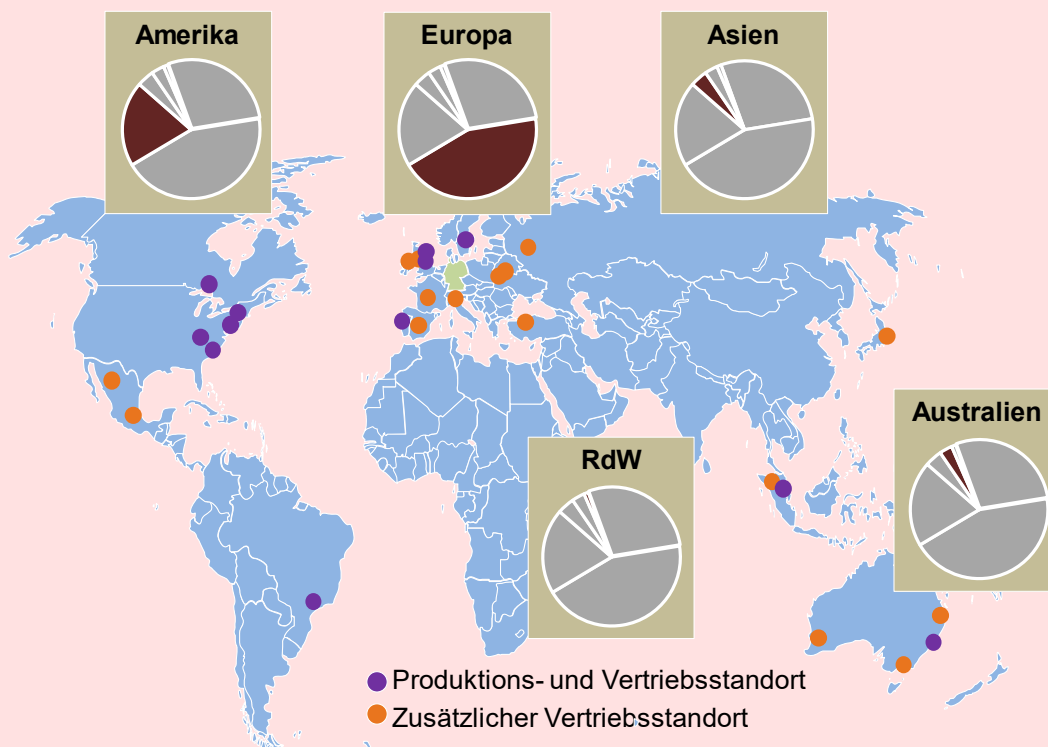 Amerika
Europa
Asien
Australien
RdW
Produktions- und Vertriebsstandort
Zusätzlicher Vertriebsstandort